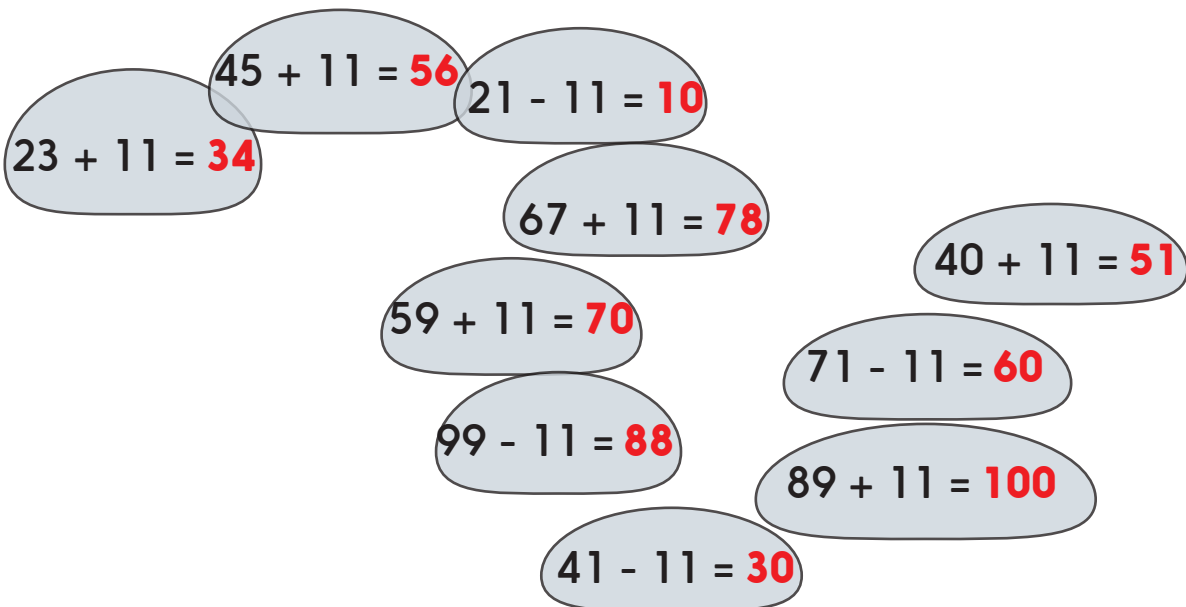 45 + 11 = 56
21 - 11 = 10
23 + 11 = 34
67 + 11 = 78
40 + 11 = 51
59 + 11 = 70
71 - 11 = 60
99 - 11 = 88
89 + 11 = 100
41 - 11 = 30